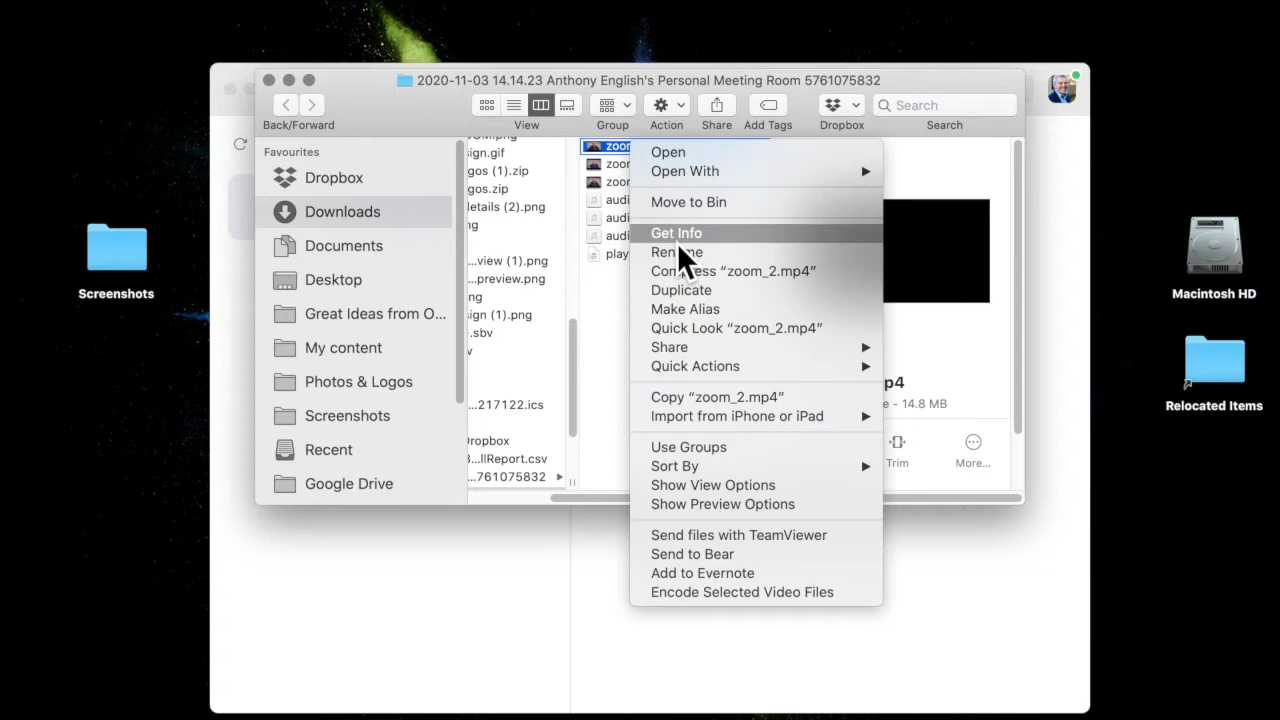 2020-11-03 14.14.23 Anthony English's Personal Meeting Room 5761075832
Search
Back/Forward
View
Group
Action
Share
Add Tags
Dropbox
Search
Favourites
Dropbox
Downloads
Documents
Desktop
Great Ideas from O...
My content
Photos & Logos
Screenshots
Recent
Google Drive
sign.gif
gos (1).zip
gos.zip
etails (2).png
ng
...view (1).png
...preview.png
ng
ign (1).png
.sbv
v
...217122.ics
ropbox
...llReport.csv
...761075832
zoo
zoo
zoo
audi
audi
audi
play
Open
Open With
Move to Bin
Get Info
Duplicate
Make Alias
Quick Look “zoom_2.mp4”
Share
Quick Actions
Copy “zoom_2.mp4”
Import from iPhone or iPad
Use Groups
Sort By
Show View Options
Show Preview Options
Send files with TeamViewer
Send to Bear
Add to Evernote
Encode Selected Video Files
p4
e - 14.8 MB
Trim
More...
Screenshots
Macintosh HD
Relocated Items